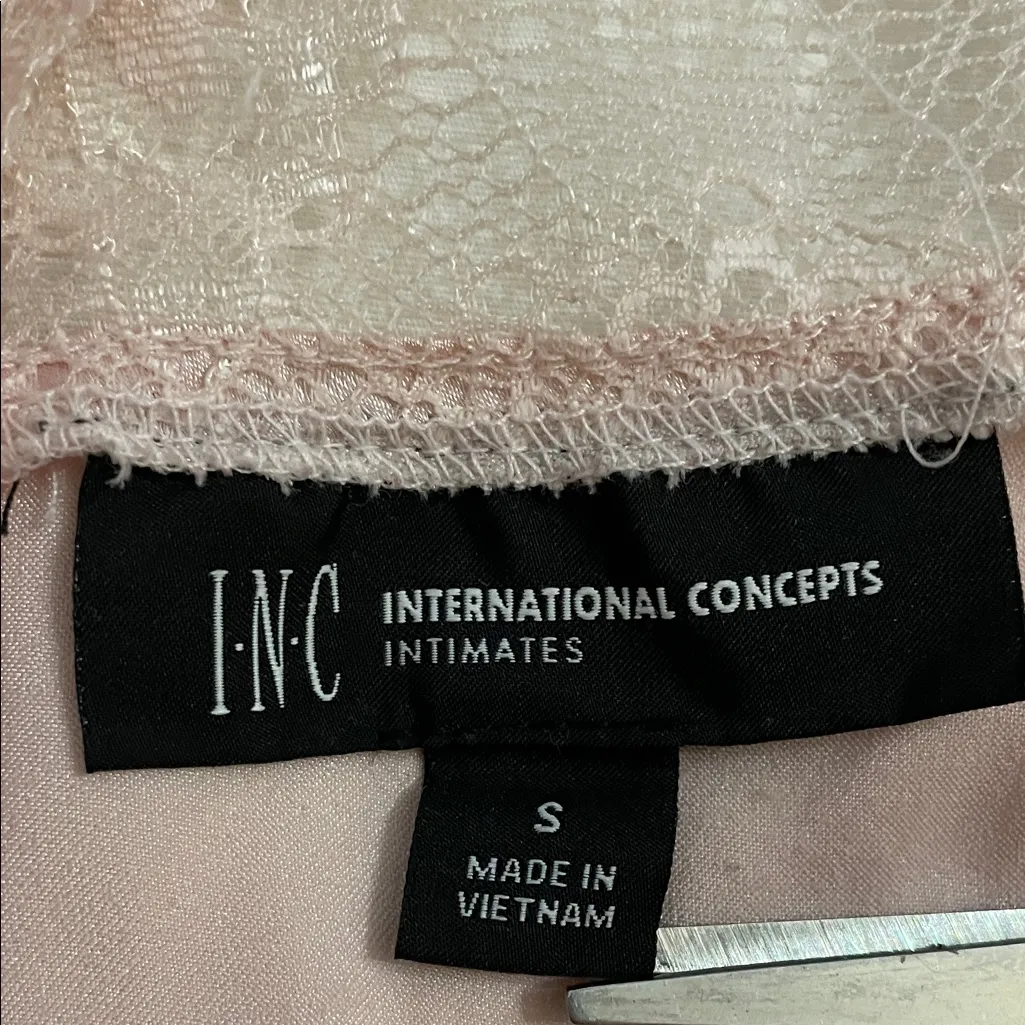 I·N·C INTERNATIONAL CONCEPTS
INTIMATES
S
MADE IN
VIETNAM